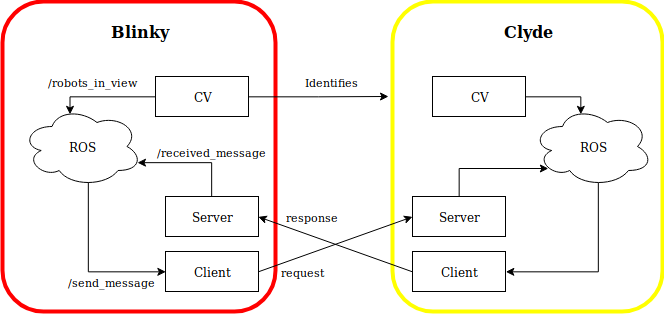 Blinky
Clyde
/robots_in_view
CV
Identifies
CV
ROS
ROS
/received_message
Server
response
Server
Client
request
Client
/send_message